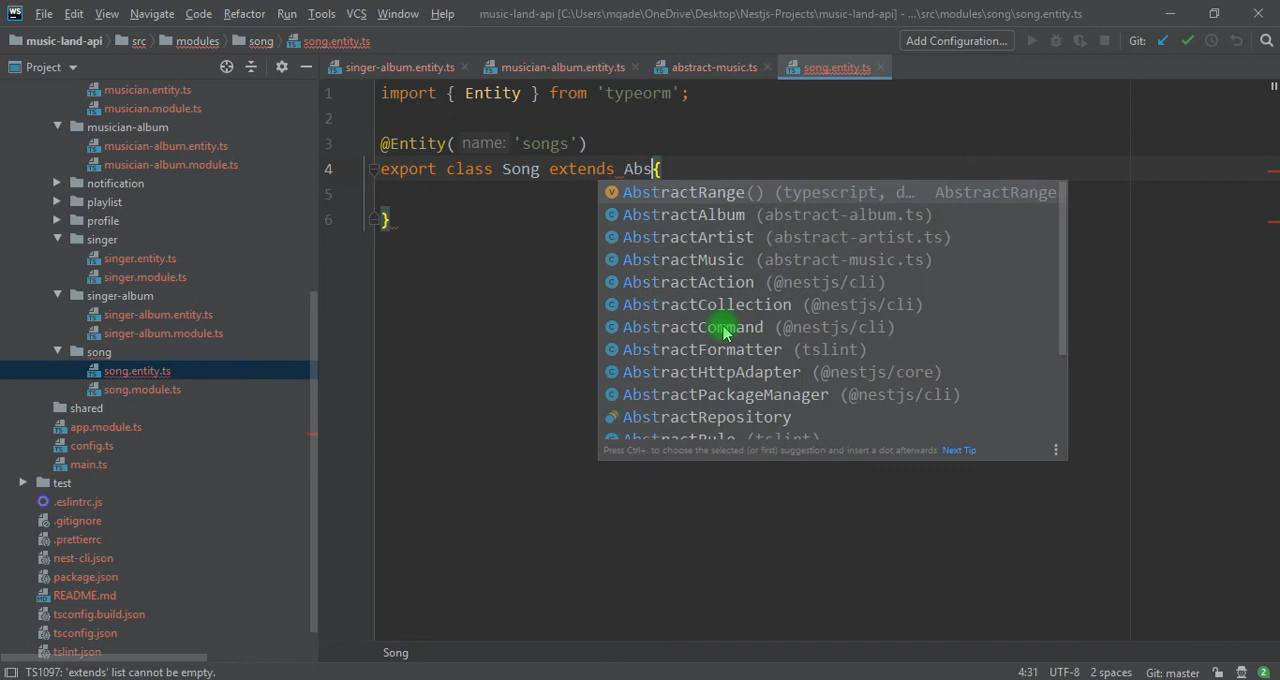 WS File Edit View Navigate Code Refactor Run Tools VCS Window Help music-land-api [C:\Users\mqade\OneDrive\Desktop\Nestjs-Projects\music-land-api] - ...\src\modules\song\song.entity.ts
music-land-api src modules song song.entity.ts Add Configuration... Git:
Project singer-album.entity.ts musician-album.entity.ts abstract-music.ts song.entity.ts
musician.entity.ts
musician.module.ts
musician-album
musician-album.entity.ts
musician-album.module.ts
notification
playlist
profile
singer
singer.entity.ts
singer.module.ts
singer-album
singer-album.entity.ts
singer-album.module.ts
song
song.entity.ts
song.module.ts
shared
app.module.ts
config.ts
main.ts
test
.eslintrc.js
.gitignore
.prettierrc
nest-cli.json
package.json
README.md
tsconfig.build.json
tsconfig.json
tslint.json
1 import { Entity } from 'typeorm';
2
3 @Entity( name: 'songs')
4 export class Song extends Abs{
5
6 }
AbstractRange() (typescript, d... AbstractRange
AbstractAlbum (abstract-album.ts)
AbstractArtist (abstract-artist.ts)
AbstractMusic (abstract-music.ts)
AbstractAction (@nestjs/cli)
AbstractCollection (@nestjs/cli)
AbstractCommand (@nestjs/cli)
AbstractFormatter (tslint)
AbstractHttpAdapter (@nestjs/core)
AbstractPackageManager (@nestjs/cli)
AbstractRepository
AbstractRule (tslint)
Press Ctrl+. to choose the selected (or first) suggestion and insert a dot afterwards Next Tip
Song
TS1097: 'extends' list cannot be empty. 4:31 UTF-8 2 spaces Git: master 2